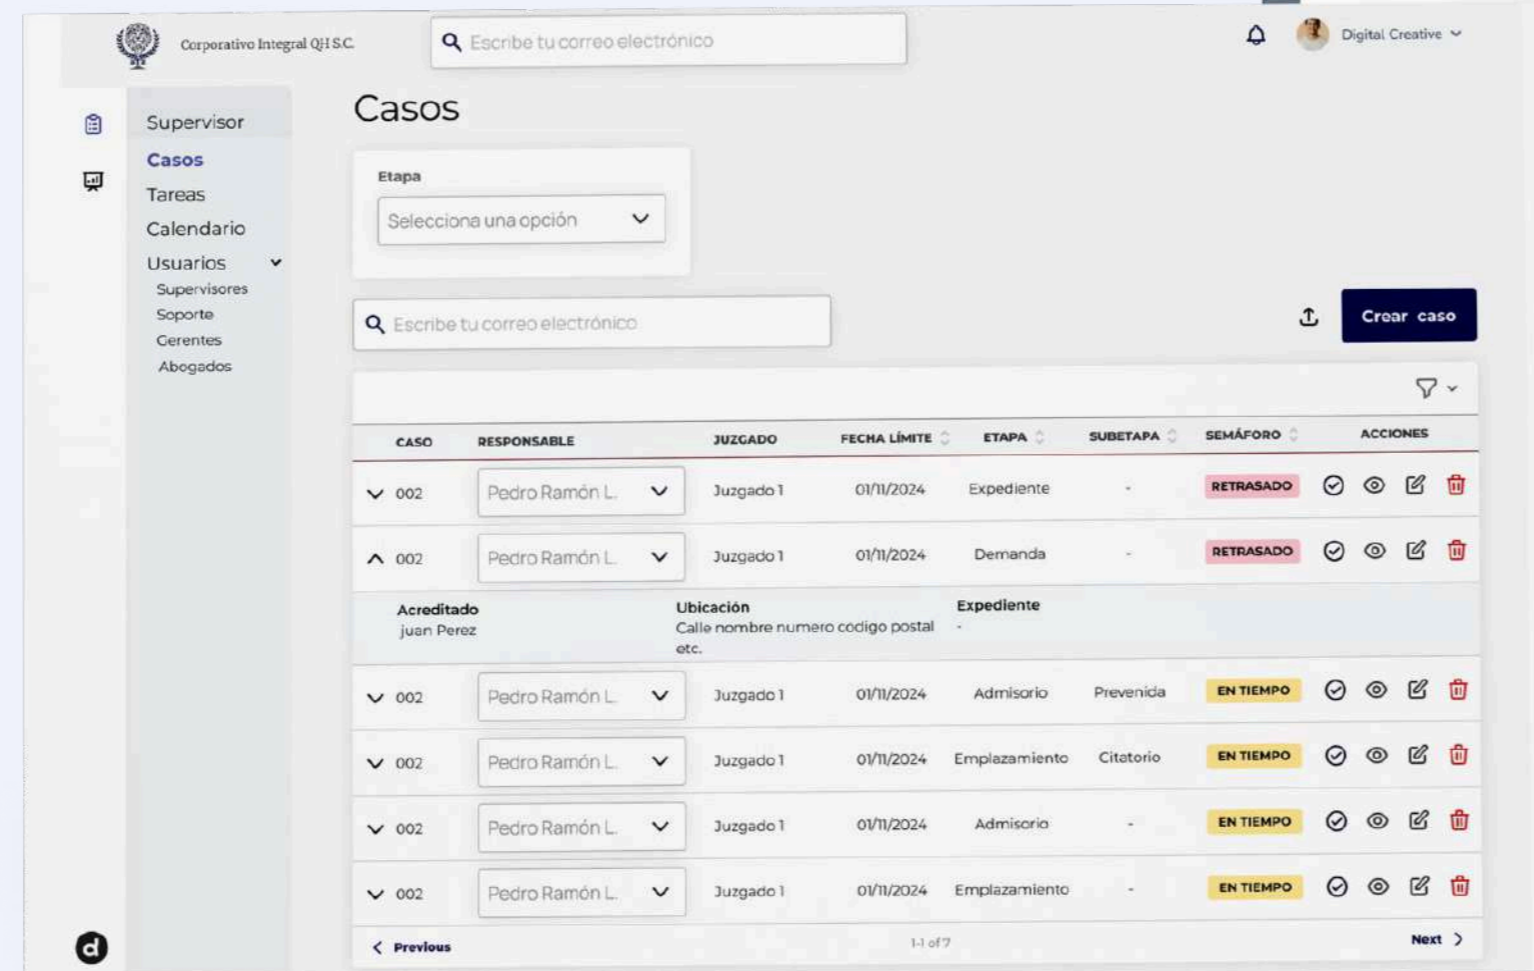 Corporativo Integral QH S.C.
Escribe tu correo electrónico
Digital Creative
Supervisor
Casos
Tareas
Calendario
Usuarios
Supervisores
Soporte
Gerentes
Abogados
Casos
Etapa
Selecciona una opción
Escribe tu correo electrónico
Crear caso
CASO RESPONSABLE JUZGADO FECHA LÍMITE ETAPA SUBETAPA SEMÁFORO ACCIONES
002 Pedro Ramón L. Juzgado 1 01/11/2024 Expediente - RETRASADO
002 Pedro Ramón L. Juzgado 1 01/11/2024 Demanda - RETRASADO
Acreditado Ubicación Expediente
juan Perez Calle nombre numero codigo postal -
etc.
002 Pedro Ramón L. Juzgado 1 01/11/2024 Admisorio Prevenida EN TIEMPO
002 Pedro Ramón L. Juzgado 1 01/11/2024 Emplazamiento Citatorio EN TIEMPO
002 Pedro Ramón L. Juzgado 1 01/11/2024 Admisorio - EN TIEMPO
002 Pedro Ramón L. Juzgado 1 01/11/2024 Emplazamiento - EN TIEMPO
d
Previous 1-1 of 7 Next